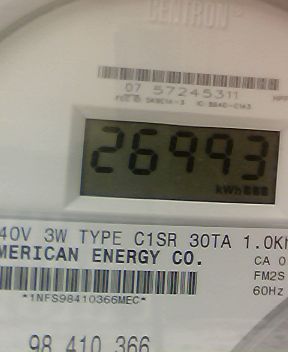 CENTRON®
07 57245311
26993
kWh
40V 3W TYPE C1SR 30TA 1.0Kh
MERICAN ENERGY CO.
CA 0
FM2S
60Hz
*1NFS98410366MEC*
98 410 366